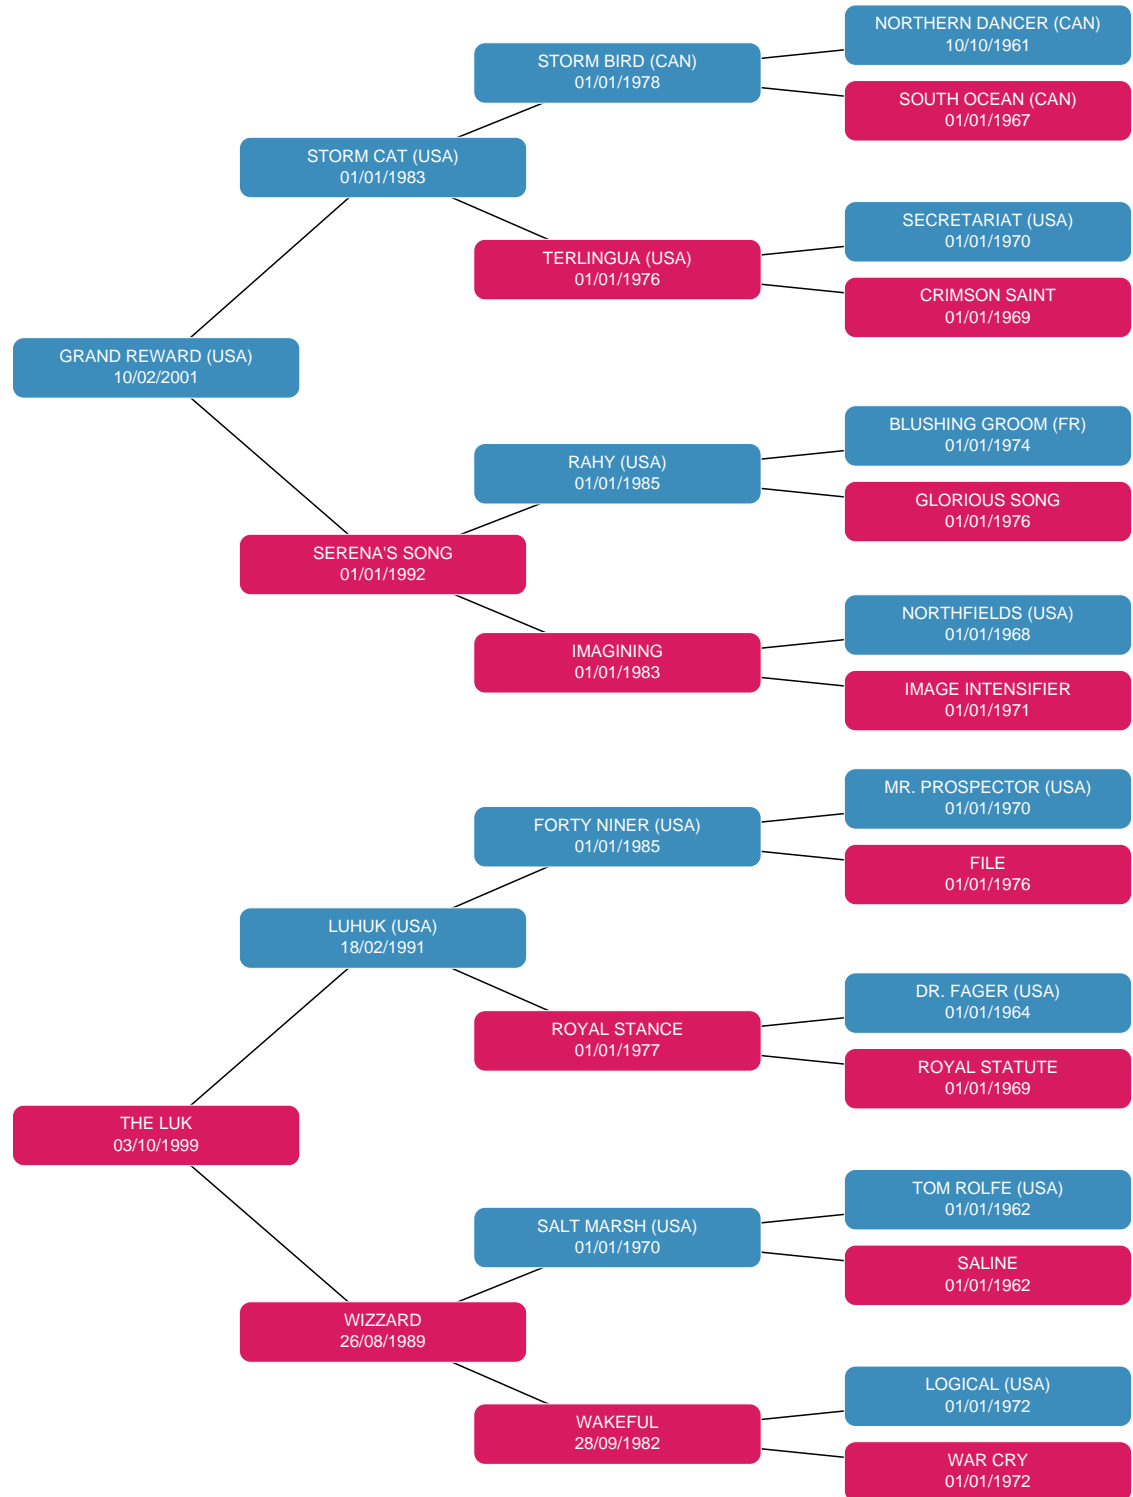 NORTHERN DANCER (CAN)
10/10/1961
STORM BIRD (CAN)
01/01/1978
SOUTH OCEAN (CAN)
01/01/1967
STORM CAT (USA)
01/01/1983
SECRETARIAT (USA)
01/01/1970
TERLINGUA (USA)
01/01/1976
CRIMSON SAINT
01/01/1969
GRAND REWARD (USA)
10/02/2001
BLUSHING GROOM (FR)
01/01/1974
RAHY (USA)
01/01/1985
GLORIOUS SONG
01/01/1976
SERENA'S SONG
01/01/1992
NORTHFIELDS (USA)
01/01/1968
IMAGINING
01/01/1983
IMAGE INTENSIFIER
01/01/1971
MR. PROSPECTOR (USA)
01/01/1970
FORTY NINER (USA)
01/01/1985
FILE
01/01/1976
LUHUK (USA)
18/02/1991
DR. FAGER (USA)
01/01/1964
ROYAL STANCE
01/01/1977
ROYAL STATUTE
01/01/1969
THE LUK
03/10/1999
TOM ROLFE (USA)
01/01/1962
SALT MARSH (USA)
01/01/1970
SALINE
01/01/1962
WIZZARD
26/08/1989
LOGICAL (USA)
01/01/1972
WAKEFUL
28/09/1982
WAR CRY
01/01/1972